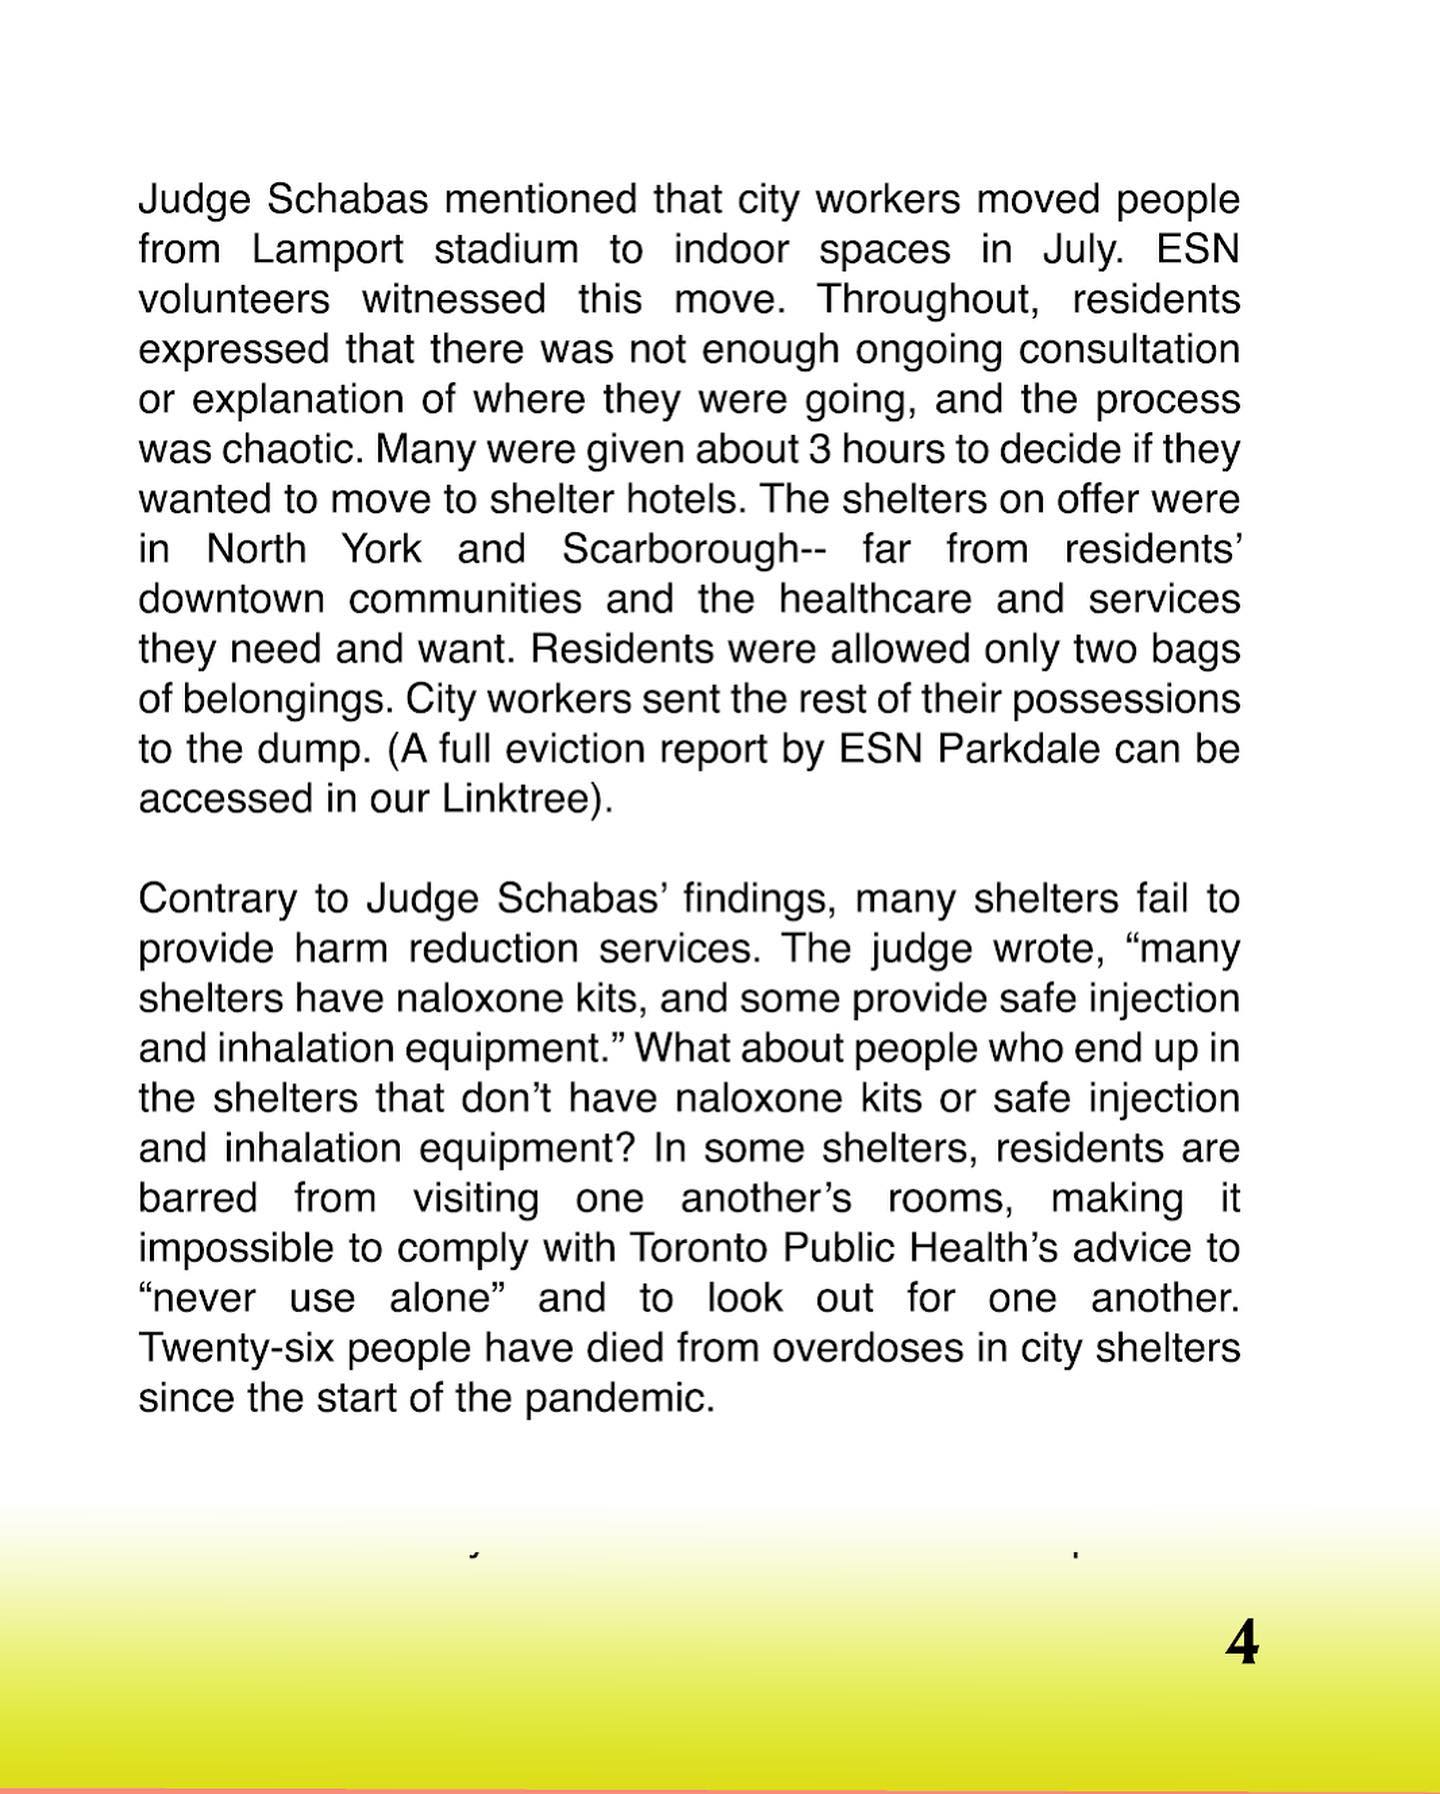 Judge Schabas mentioned that city workers moved people
from Lamport stadium to indoor spaces in July. ESN
volunteers witnessed this move. Throughout, residents
expressed that there was not enough ongoing consultation
or explanation of where they were going, and the process
was chaotic. Many were given about 3 hours to decide if they
wanted to move to shelter hotels. The shelters on offer were
in North York and Scarborough-- far from residents’
downtown communities and the healthcare and services
they need and want. Residents were allowed only two bags
of belongings. City workers sent the rest of their possessions
to the dump. (A full eviction report by ESN Parkdale can be
accessed in our Linktree).
Contrary to Judge Schabas’ findings, many shelters fail to
provide harm reduction services. The judge wrote, “many
shelters have naloxone kits, and some provide safe injection
and inhalation equipment.” What about people who end up in
the shelters that don’t have naloxone kits or safe injection
and inhalation equipment? In some shelters, residents are
barred from visiting one another’s rooms, making it
impossible to comply with Toronto Public Health’s advice to
“never use alone” and to look out for one another.
Twenty-six people have died from overdoses in city shelters
since the start of the pandemic.
4